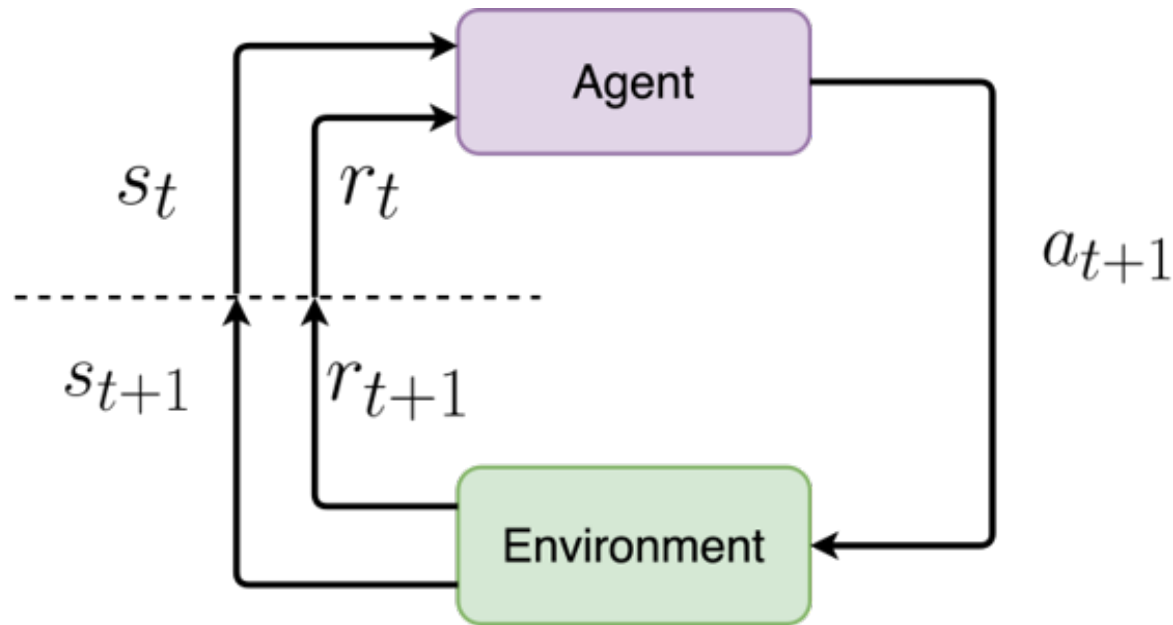 Agent
s_t
r_t
a_{t+1}
s_{t+1}
r_{t+1}
Environment